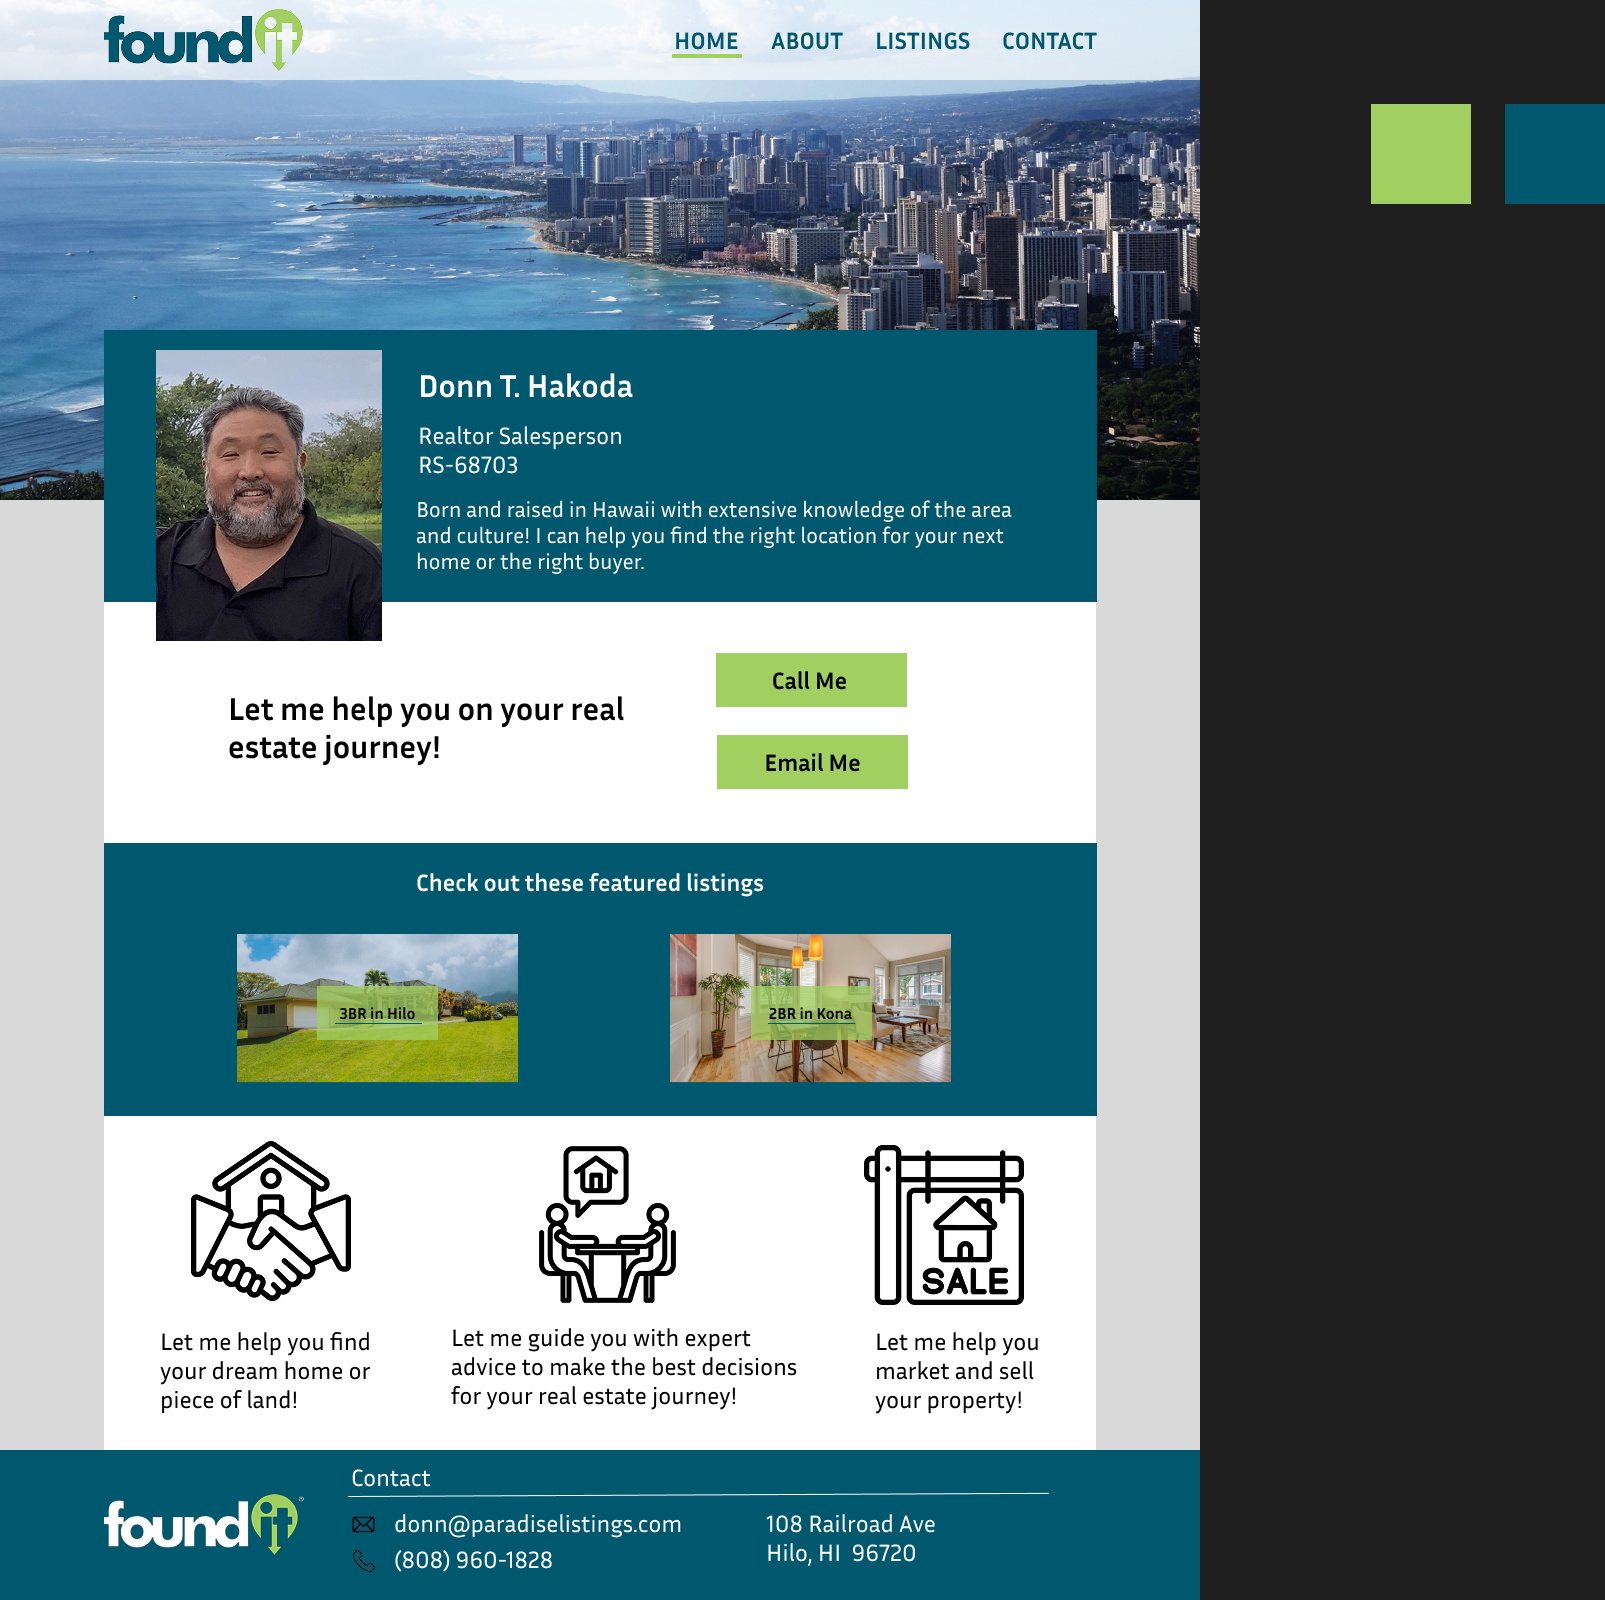 foundit
HOME ABOUT LISTINGS CONTACT
Donn T. Hakoda
Realtor Salesperson
RS-68703
Born and raised in Hawaii with extensive knowledge of the area
and culture! I can help you find the right location for your next
home or the right buyer.
Let me help you on your real
estate journey!
Call Me
Email Me
Check out these featured listings
3BR in Hilo
2BR in Kona
SALE
Let me help you find
your dream home or
piece of land!
Let me guide you with expert
advice to make the best decisions
for your real estate journey!
Let me help you
market and sell
your property!
foundit®
Contact
donn@paradiselistings.com
(808) 960-1828
108 Railroad Ave
Hilo, HI  96720